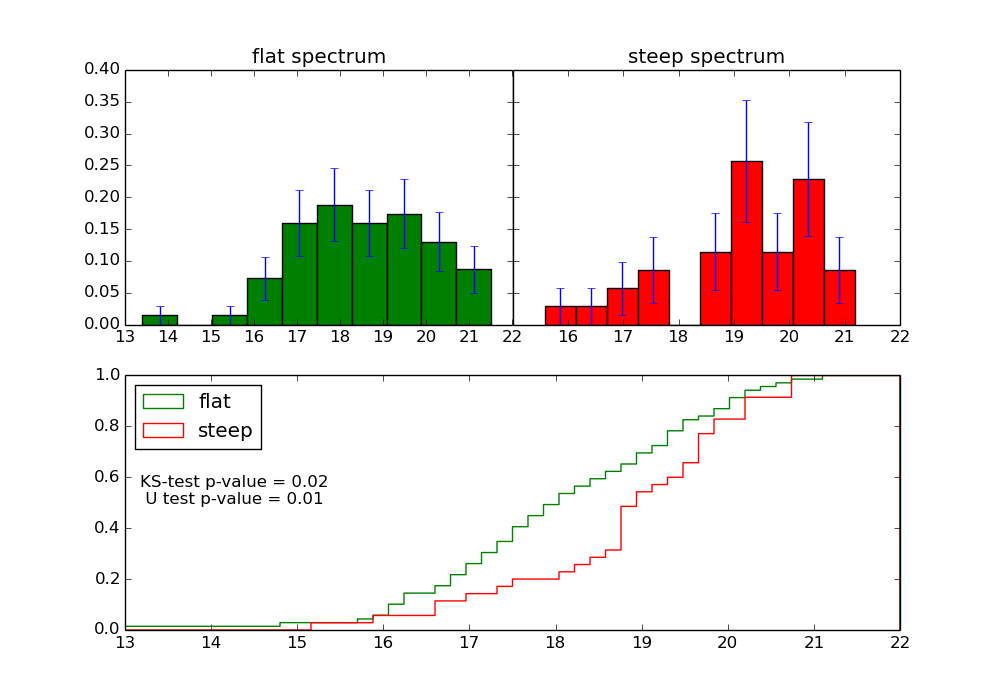 flat spectrum
steep spectrum
0.40
0.35
0.30
0.25
0.20
0.15
0.10
0.05
0.00
13 14 15 16 17 18 19 20 21 22
16 17 18 19 20 21 22
1.0
0.8
0.6
0.4
0.2
0.0
flat
steep
KS-test p-value = 0.02
U test p-value = 0.01
13 14 15 16 17 18 19 20 21 22